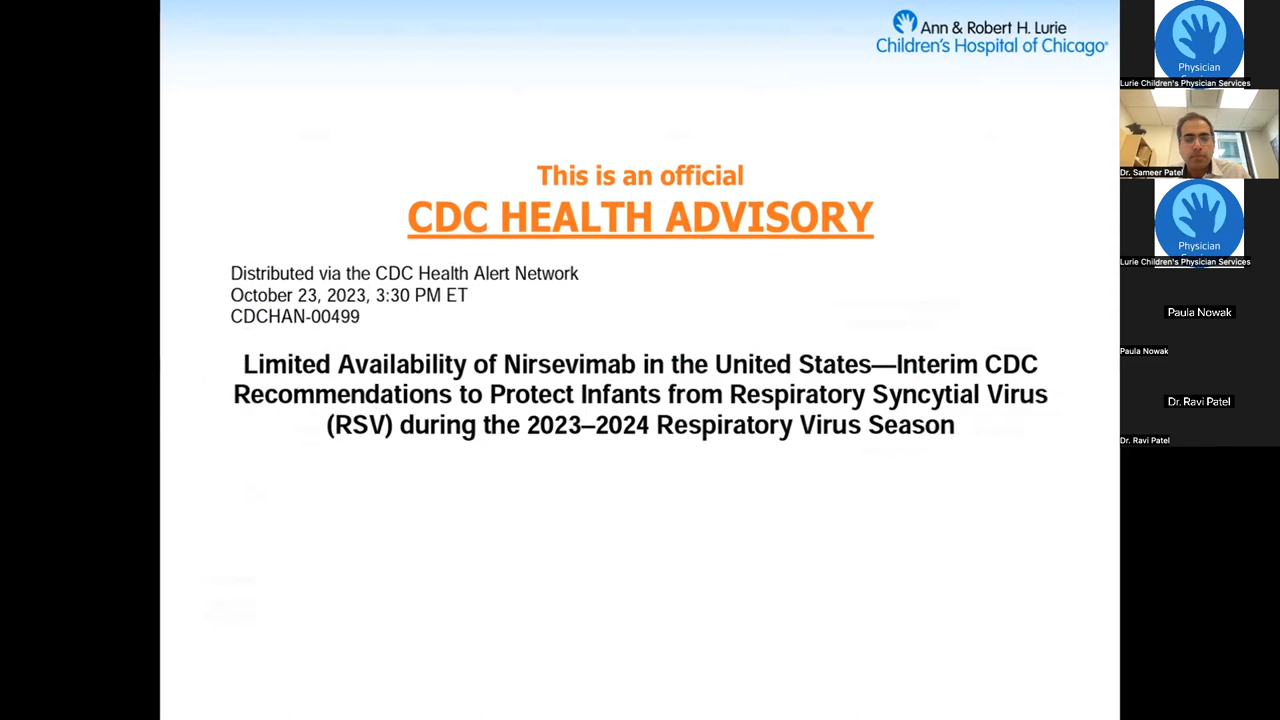 Ann & Robert H. Lurie
Children's Hospital of Chicago®
This is an official
CDC HEALTH ADVISORY
Distributed via the CDC Health Alert Network
October 23, 2023, 3:30 PM ET
CDCHAN-00499
Limited Availability of Nirsevimab in the United States—Interim CDC
Recommendations to Protect Infants from Respiratory Syncytial Virus
(RSV) during the 2023–2024 Respiratory Virus Season
Physician
Lurie Children's Physician Services
Dr. Sameer Patel
Physician
Lurie Children's Physician Services
Paula Nowak
Paula Nowak
Dr. Ravi Patel
Dr. Ravi Patel